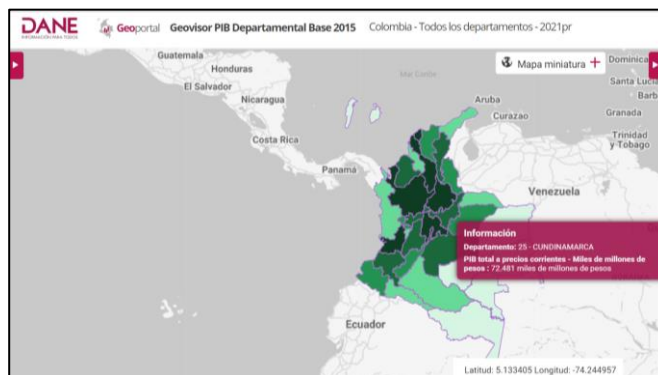 DANE
INFORMACIÓN PARA TODOS
Geoportal
Geovisor PIB Departamental Base 2015
Colombia - Todos los departamentos - 2021pr
Guatemala
Honduras
El Salvador
Nicaragua
Costa Rica
Panamá
Mar Caribe
Mapa miniatura +
Dominica
Santa Lucía
Barb
Granada
Aruba
Curazao
Trinidad
y Tobago
Venezuela
Información
Departamento: 25 - CUNDINAMARCA
PIB total a precios corrientes - Miles de millones de
pesos : 72.481 miles de millones de pesos
Ecuador
Latitud: 5.133405 Longitud: -74.244957